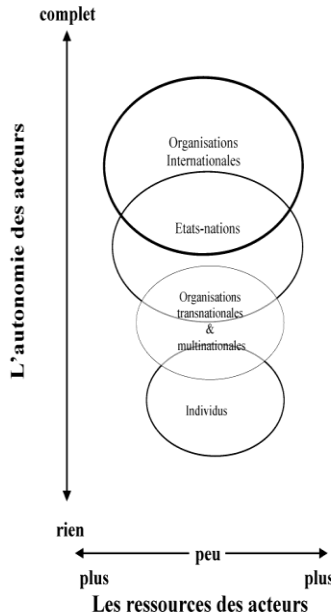 complet
L'autonomie des acteurs
Organisations
Internationales
Etats-nations
Organisations
transnationales
&
multinationales
Individus
rien
peu
plus
plus
Les ressources des acteurs